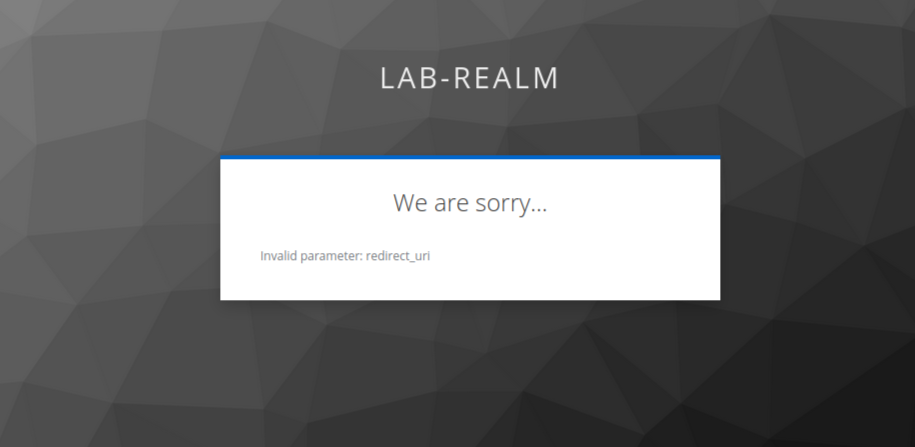 LAB-REALM
We are sorry...
Invalid parameter: redirect_uri